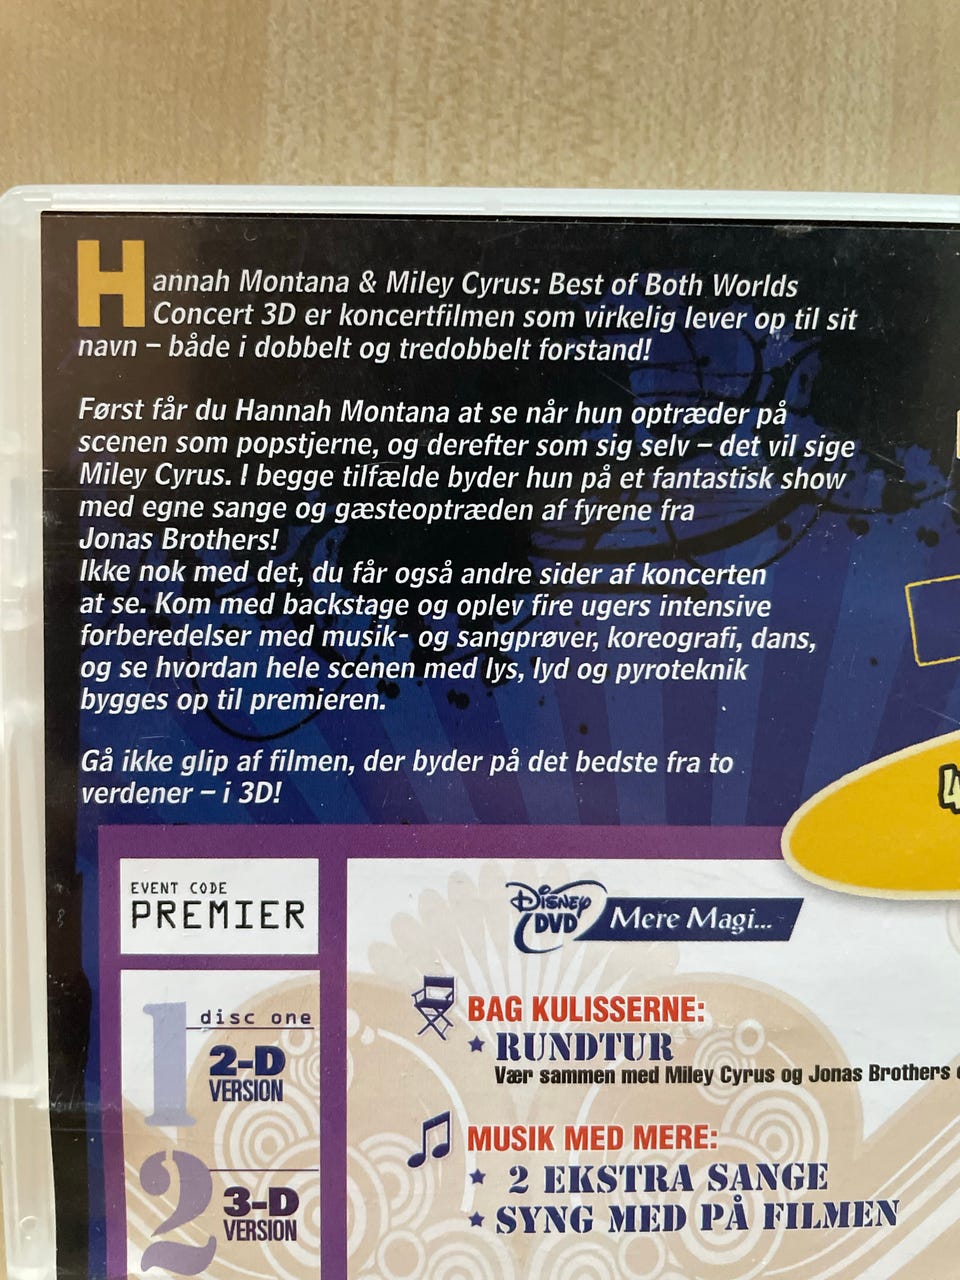 Hannah Montana & Miley Cyrus: Best of Both Worlds
Concert 3D er koncertfilmen som virkelig lever op til sit
navn – både i dobbelt og tredobbelt forstand!
Først får du Hannah Montana at se når hun optræder på
scenen som popstjerne, og derefter som sig selv – det vil sige
Miley Cyrus. I begge tilfælde byder hun på et fantastisk show
med egne sange og gæsteoptræden af fyrene fra
Jonas Brothers!
Ikke nok med det, du får også andre sider af koncerten
at se. Kom med backstage og oplev fire ugers intensive
forberedelser med musik- og sangprøver, koreografi, dans,
og se hvordan hele scenen med lys, lyd og pyroteknik
bygges op til premieren.
Gå ikke glip af filmen, der byder på det bedste fra to
verdener – i 3D!
4
EVENT CODE
PREMIER
1 disc one
2-D
VERSION
2
3-D
VERSION
Disney
DVD Mere Magi...
BAG KULISSERNE:
★ RUNDTUR
Vær sammen med Miley Cyrus og Jonas Brothers
MUSIK MED MERE:
★ 2 EKSTRA SANGE
★ SYNG MED PÅ FILMEN